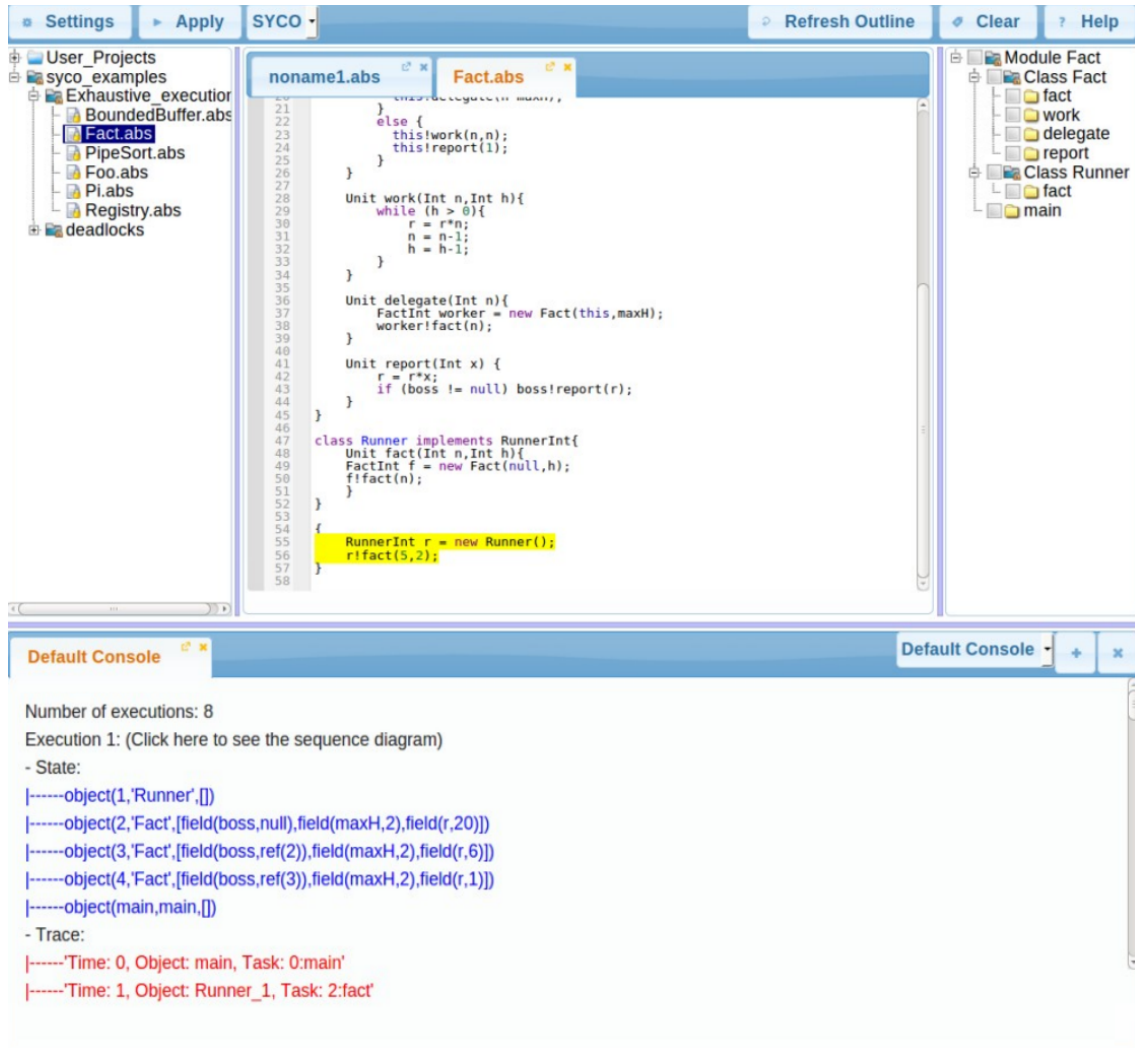 Settings
Apply
SYCO
Refresh Outline
Clear
? Help
User_Projects
syco_examples
Exhaustive_execution
BoundedBuffer.abs
Fact.abs
PipeSort.abs
Foo.abs
Pi.abs
Registry.abs
deadlocks
noname1.abs
Fact.abs
21 }
22 else {
23 this!work(n,n);
24 this!report(1);
25 }
26 }
27
28 Unit work(Int n,Int h){
29 while (h > 0){
30 r = r*n;
31 n = n-1;
32 h = h-1;
33 }
34 }
35
36 Unit delegate(Int n){
37 FactInt worker = new Fact(this,maxH);
38 worker!fact(n);
39 }
40
41 Unit report(Int x) {
42 r = r*x;
43 if (boss != null) boss!report(r);
44 }
45 }
46
47 class Runner implements RunnerInt{
48 Unit fact(Int n,Int h){
49 FactInt f = new Fact(null,h);
50 f!fact(n);
51 }
52 }
53
54 {
55 RunnerInt r = new Runner();
56 r!fact(5,2);
57 }
58
Module Fact
Class Fact
fact
work
delegate
report
Class Runner
fact
main
Default Console
Default Console
Number of executions: 8
Execution 1: (Click here to see the sequence diagram)
- State:
|------object(1,'Runner',[])
|------object(2,'Fact',[field(boss,null),field(maxH,2),field(r,20)])
|------object(3,'Fact',[field(boss,ref(2)),field(maxH,2),field(r,6)])
|------object(4,'Fact',[field(boss,ref(3)),field(maxH,2),field(r,1)])
|------object(main,main,[])
- Trace:
|------'Time: 0, Object: main, Task: 0:main'
|------'Time: 1, Object: Runner_1, Task: 2:fact'